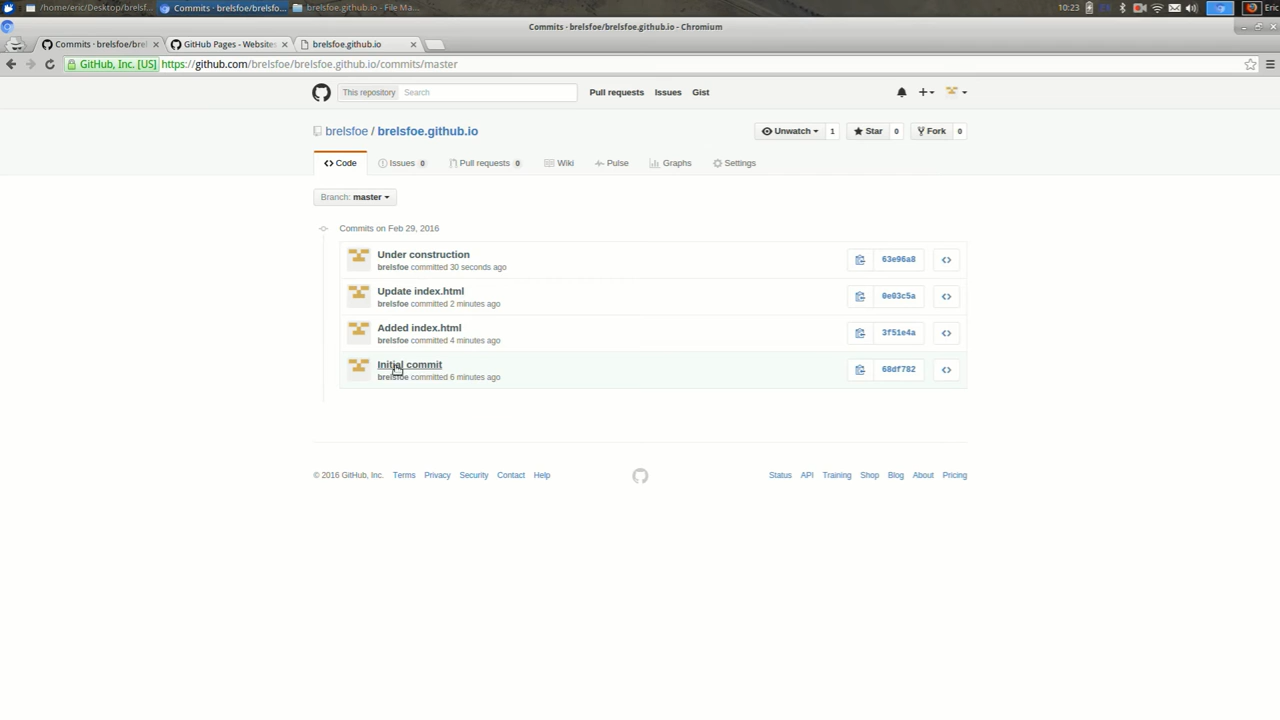 /home/eric/Desktop/brelsf... Commits · brelsfoe/brelsfo... brelsfoe.github.io - File Ma... 10:23 Eric
Commits · brelsfoe/brelsfoe.github.io - Chromium
Commits · brelsfoe/brel × GitHub Pages - Websites × brelsfoe.github.io ×
GitHub, Inc. [US] https://github.com/brelsfoe/brelsfoe.github.io/commits/master
This repository Search Pull requests Issues Gist
brelsfoe / brelsfoe.github.io Unwatch 1 Star 0 Fork 0
Code Issues 0 Pull requests 0 Wiki Pulse Graphs Settings
Branch: master
Commits on Feb 29, 2016
Under construction
brelsfoe committed 30 seconds ago
63e96a8
Update index.html
brelsfoe committed 2 minutes ago
0e03c5a
Added index.html
brelsfoe committed 4 minutes ago
3f51e4a
Initial commit
brelsfoe committed 6 minutes ago
68df782
© 2016 GitHub, Inc. Terms Privacy Security Contact Help Status API Training Shop Blog About Pricing